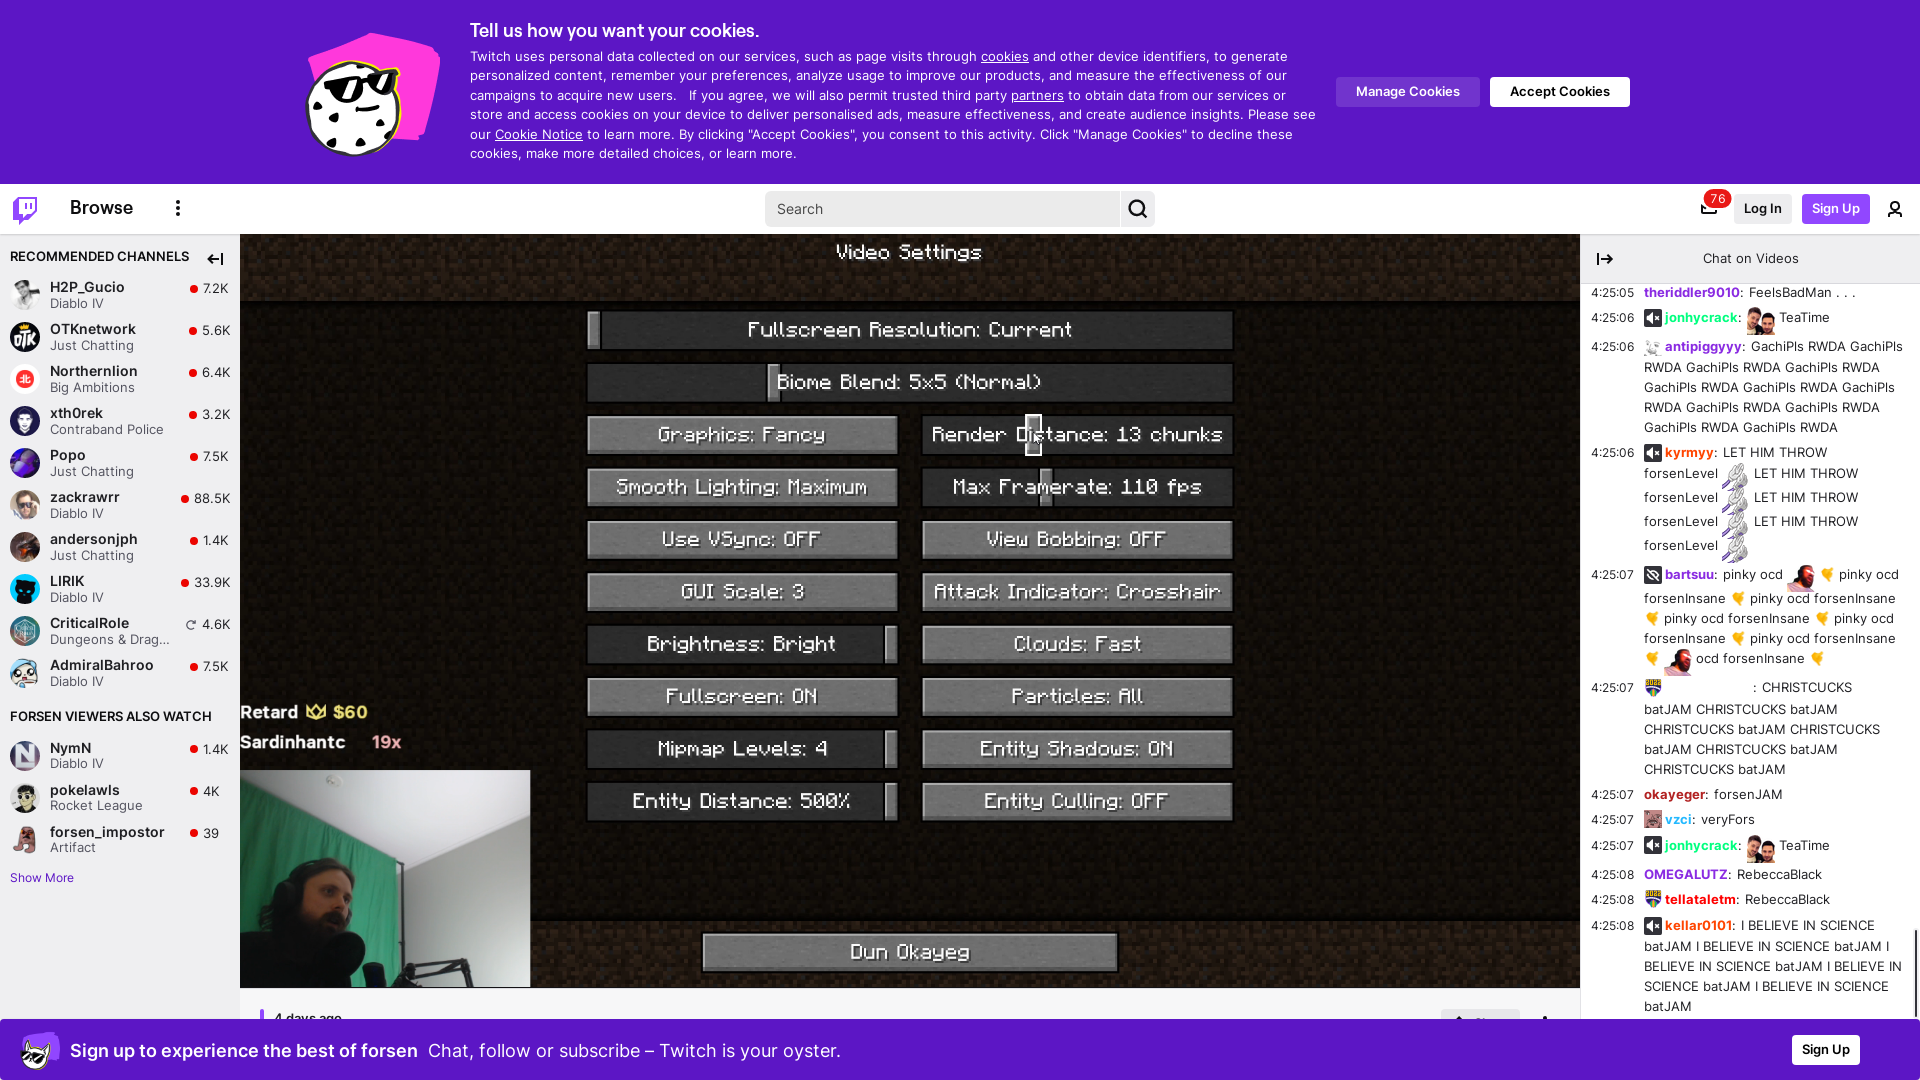 Tell us how you want your cookies.
Twitch uses personal data collected on our services, such as page visits through cookies and other device identifiers, to generate
personalized content, remember your preferences, analyze usage to improve our products, and measure the effectiveness of our
campaigns to acquire new users. If you agree, we will also permit trusted third party partners to obtain data from our services or
store and access cookies on your device to deliver personalised ads, measure effectiveness, and create audience insights. Please see
our Cookie Notice to learn more. By clicking "Accept Cookies", you consent to this activity. Click "Manage Cookies" to decline these
cookies, make more detailed choices, or learn more.
Manage Cookies
Accept Cookies
Browse
Search
76
Log In
Sign Up
RECOMMENDED CHANNELS
H2P_Gucio 7.2K
Diablo IV
OTKnetwork 5.6K
Just Chatting
Northernlion 6.4K
Big Ambitions
xth0rek 3.2K
Contraband Police
Popo 7.5K
Just Chatting
zackrawrr 88.5K
Diablo IV
andersonjph 1.4K
Just Chatting
LIRIK 33.9K
Diablo IV
CriticalRole 4.6K
Dungeons & Drag...
AdmiralBahroo 7.5K
Diablo IV
FORSEN VIEWERS ALSO WATCH
NymN 1.4K
Diablo IV
pokelawls 4K
Rocket League
forsen_impostor 39
Artifact
Show More
Video Settings
Fullscreen Resolution: Current
Biome Blend: 5x5 (Normal)
Graphics: Fancy
Render Distance: 13 chunks
Smooth Lighting: Maximum
Max Framerate: 110 fps
Use VSync: OFF
View Bobbing: OFF
GUI Scale: 3
Attack Indicator: Crosshair
Brightness: Bright
Clouds: Fast
Fullscreen: ON
Particles: All
Mipmap Levels: 4
Entity Shadows: ON
Entity Distance: 500%
Entity Culling: OFF
Dun Okayeg
Retard $60
Sardinhantc 19x
4 days ago
Chat on Videos
4:25:05 theriddler9010: FeelsBadMan . . .
4:25:06 jonhycrack: TeaTime
4:25:06 antipiggyyy: GachiPls RWDA GachiPls
RWDA GachiPls RWDA GachiPls RWDA
GachiPls RWDA GachiPls RWDA GachiPls
RWDA GachiPls RWDA GachiPls RWDA
GachiPls RWDA GachiPls RWDA
4:25:06 kyrmyy: LET HIM THROW
forsenLevel LET HIM THROW
forsenLevel LET HIM THROW
forsenLevel LET HIM THROW
forsenLevel
4:25:07 bartsuu: pinky ocd pinky ocd
forsenInsane pinky ocd forsenInsane
pinky ocd forsenInsane pinky ocd
forsenInsane pinky ocd forsenInsane
ocd forsenInsane
4:25:07 : CHRISTCUCKS
batJAM CHRISTCUCKS batJAM
CHRISTCUCKS batJAM CHRISTCUCKS
batJAM CHRISTCUCKS batJAM
CHRISTCUCKS batJAM
4:25:07 okayeger: forsenJAM
4:25:07 vzci: veryFors
4:25:07 jonhycrack: TeaTime
4:25:08 OMEGALUTZ: RebeccaBlack
4:25:08 tellataletm: RebeccaBlack
4:25:08 kellar0101: I BELIEVE IN SCIENCE
batJAM I BELIEVE IN SCIENCE batJAM I
BELIEVE IN SCIENCE batJAM I BELIEVE IN
SCIENCE batJAM I BELIEVE IN SCIENCE
batJAM
Sign up to experience the best of forsen Chat, follow or subscribe – Twitch is your oyster.
Sign Up